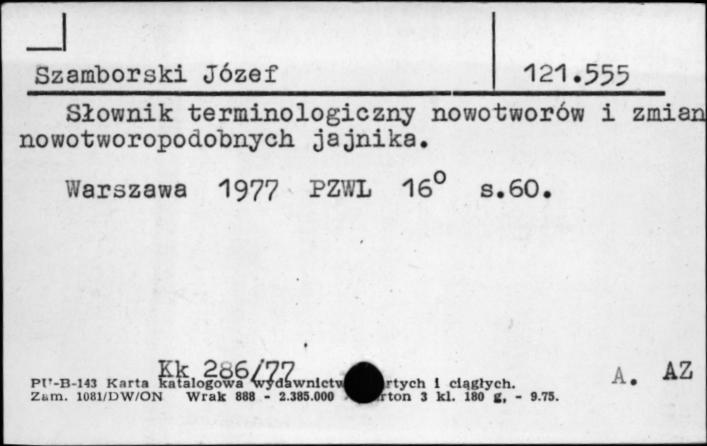 Szamborski Józef 121.555
Słownik terminologiczny nowotworów i zmian
nowotworopodobnych jajnika.
Warszawa 1977 PZWL 16° s.60.
Kk 286/77
A. AZ
PU-B-143 Karta katalogowa wydawnictw rtych i ciągłych.
Zam. 1081/DW/ON Wrak 888 - 2.385.000 rton 3 kl. 180 g. - 9.75.